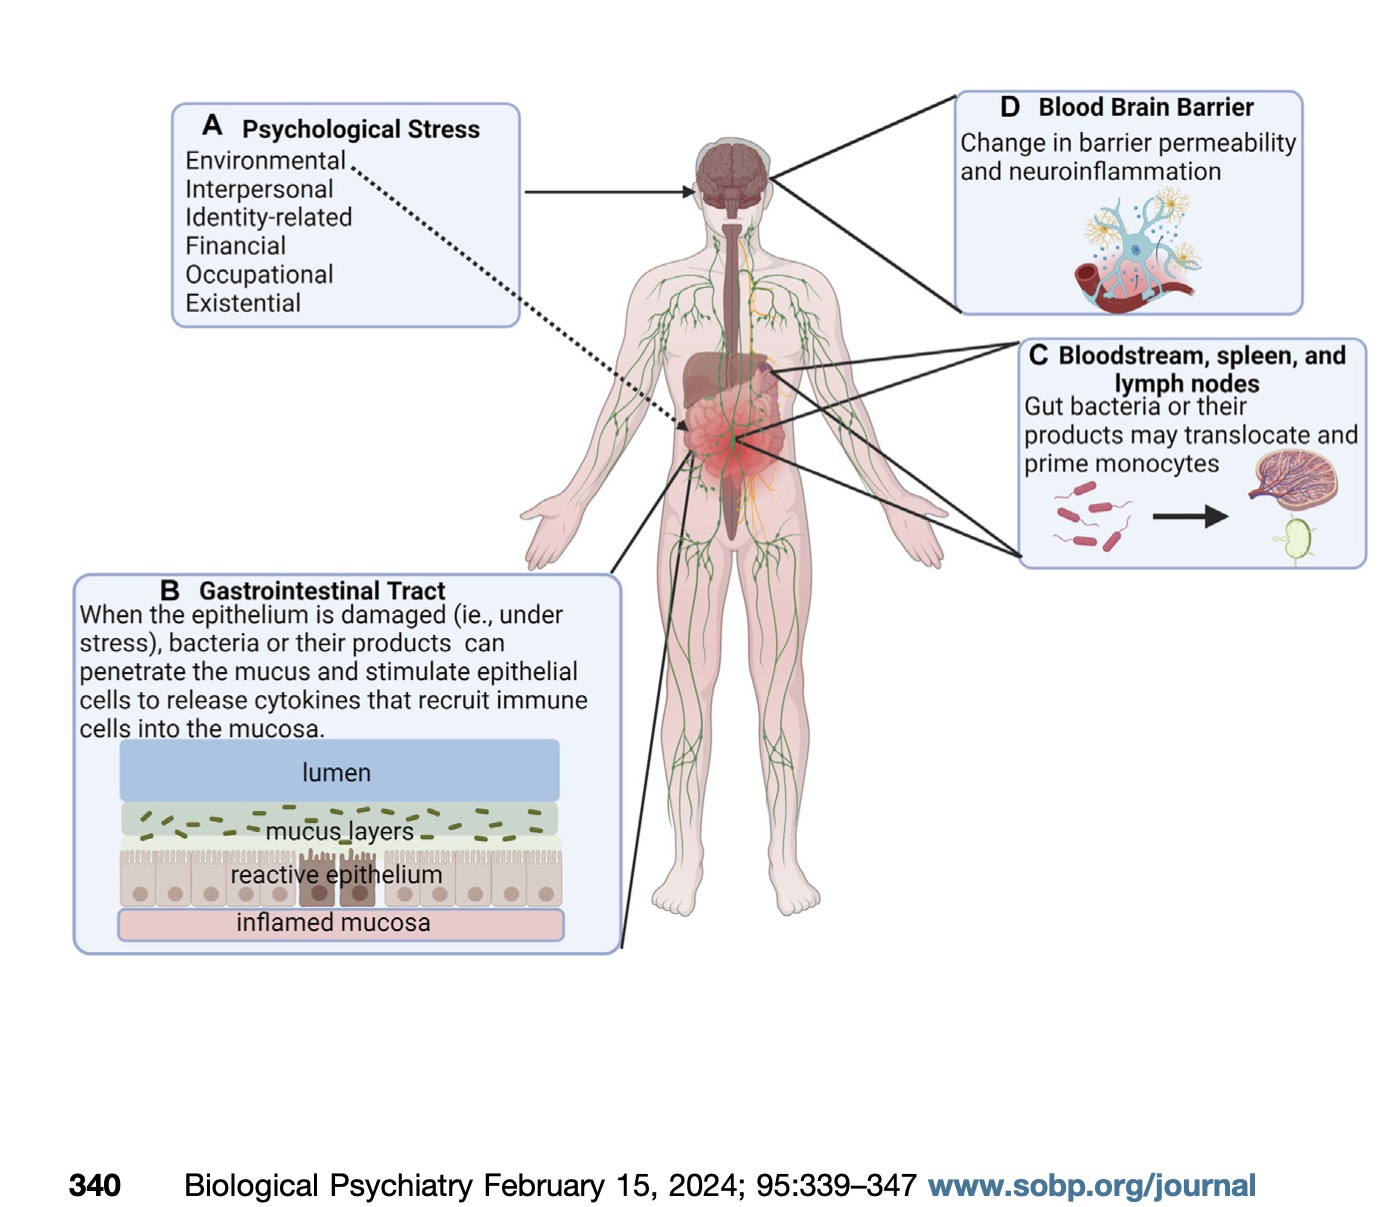 A Psychological Stress
Environmental
Interpersonal
Identity-related
Financial
Occupational
Existential
D Blood Brain Barrier
Change in barrier permeability
and neuroinflammation
C Bloodstream, spleen, and
lymph nodes
Gut bacteria or their
products may translocate and
prime monocytes
B Gastrointestinal Tract
When the epithelium is damaged (ie., under
stress), bacteria or their products can
penetrate the mucus and stimulate epithelial
cells to release cytokines that recruit immune
cells into the mucosa.
lumen
mucus layers
reactive epithelium
inflamed mucosa
340 Biological Psychiatry February 15, 2024; 95:339–347 www.sobp.org/journal